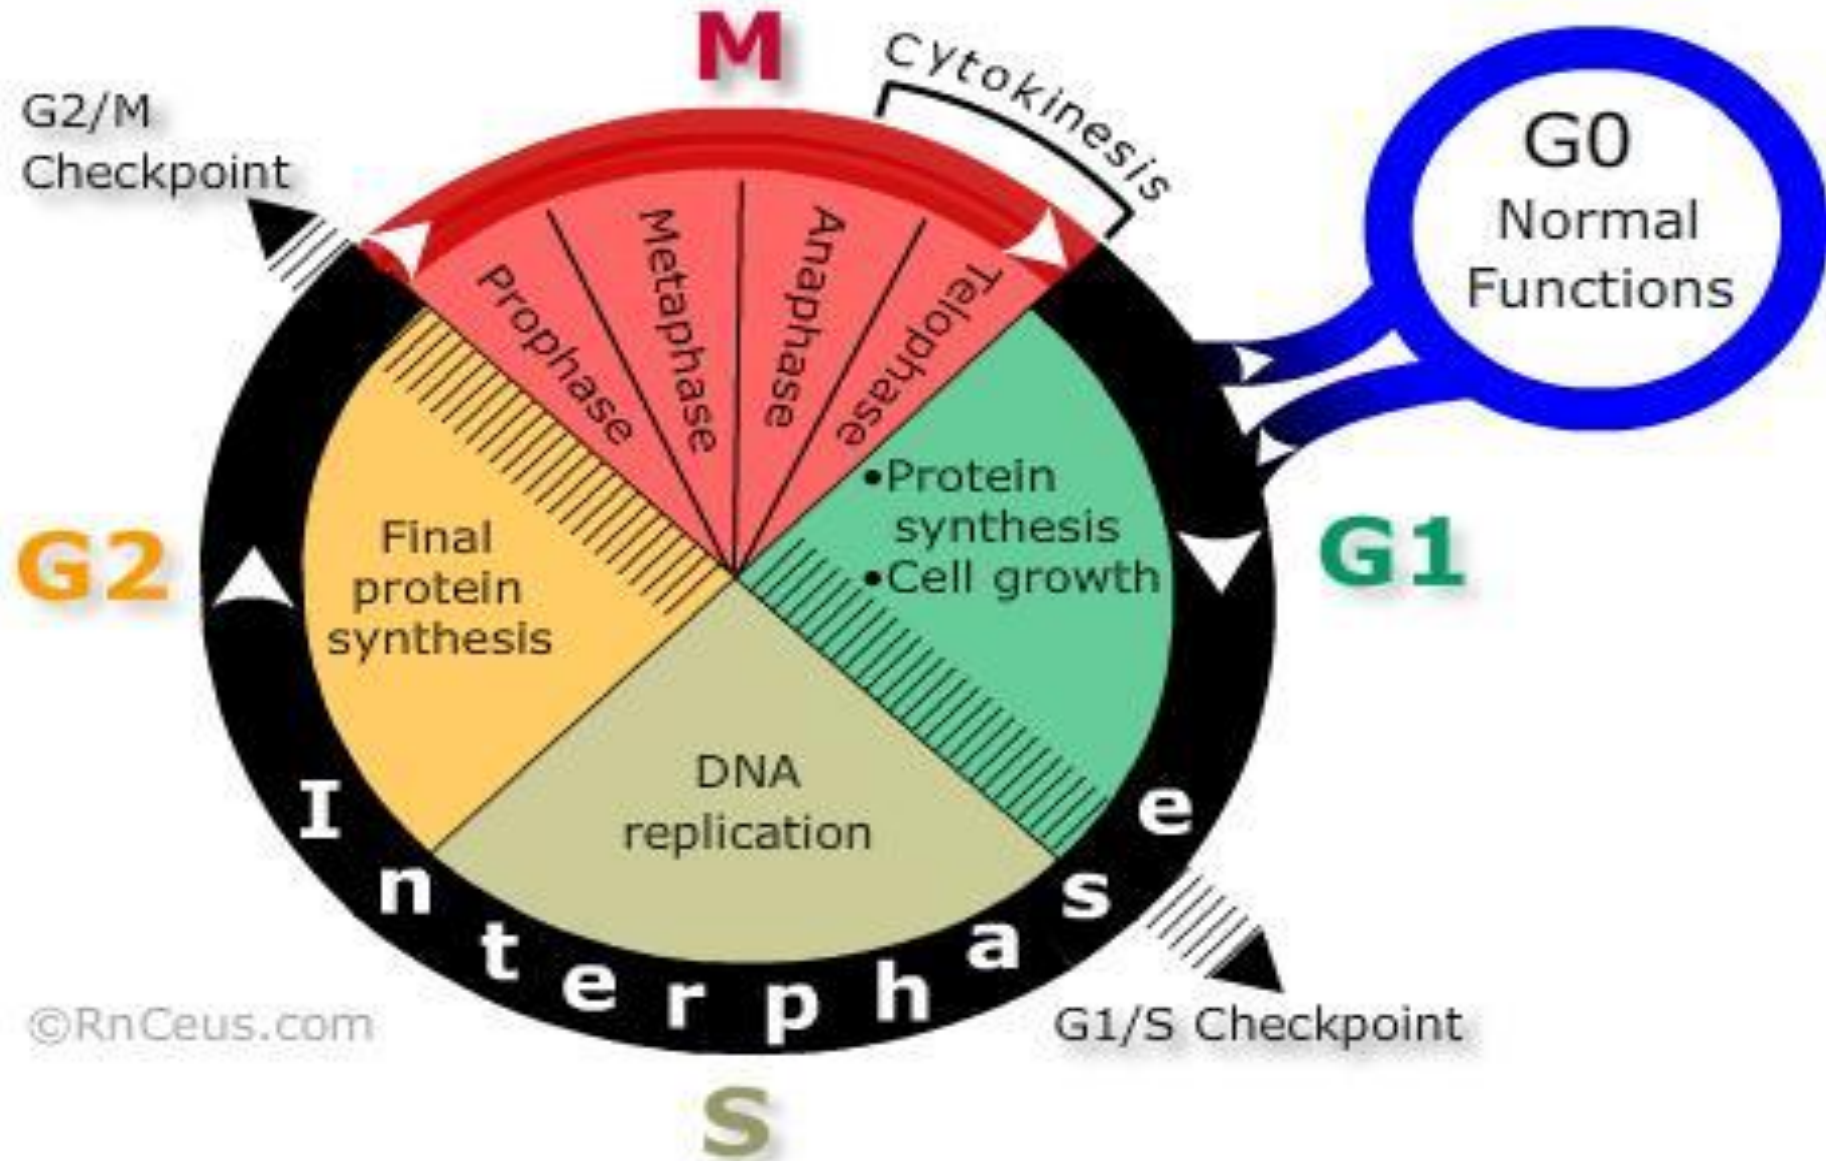 M
Cytokinesis
G2/M
Checkpoint
G0
Normal
Functions
Prophase
Metaphase
Anaphase
Telophase
•Protein
synthesis
•Cell growth
G1
G2
Final
protein
synthesis
DNA
replication
Interphase
G1/S Checkpoint
©RnCeus.com
S